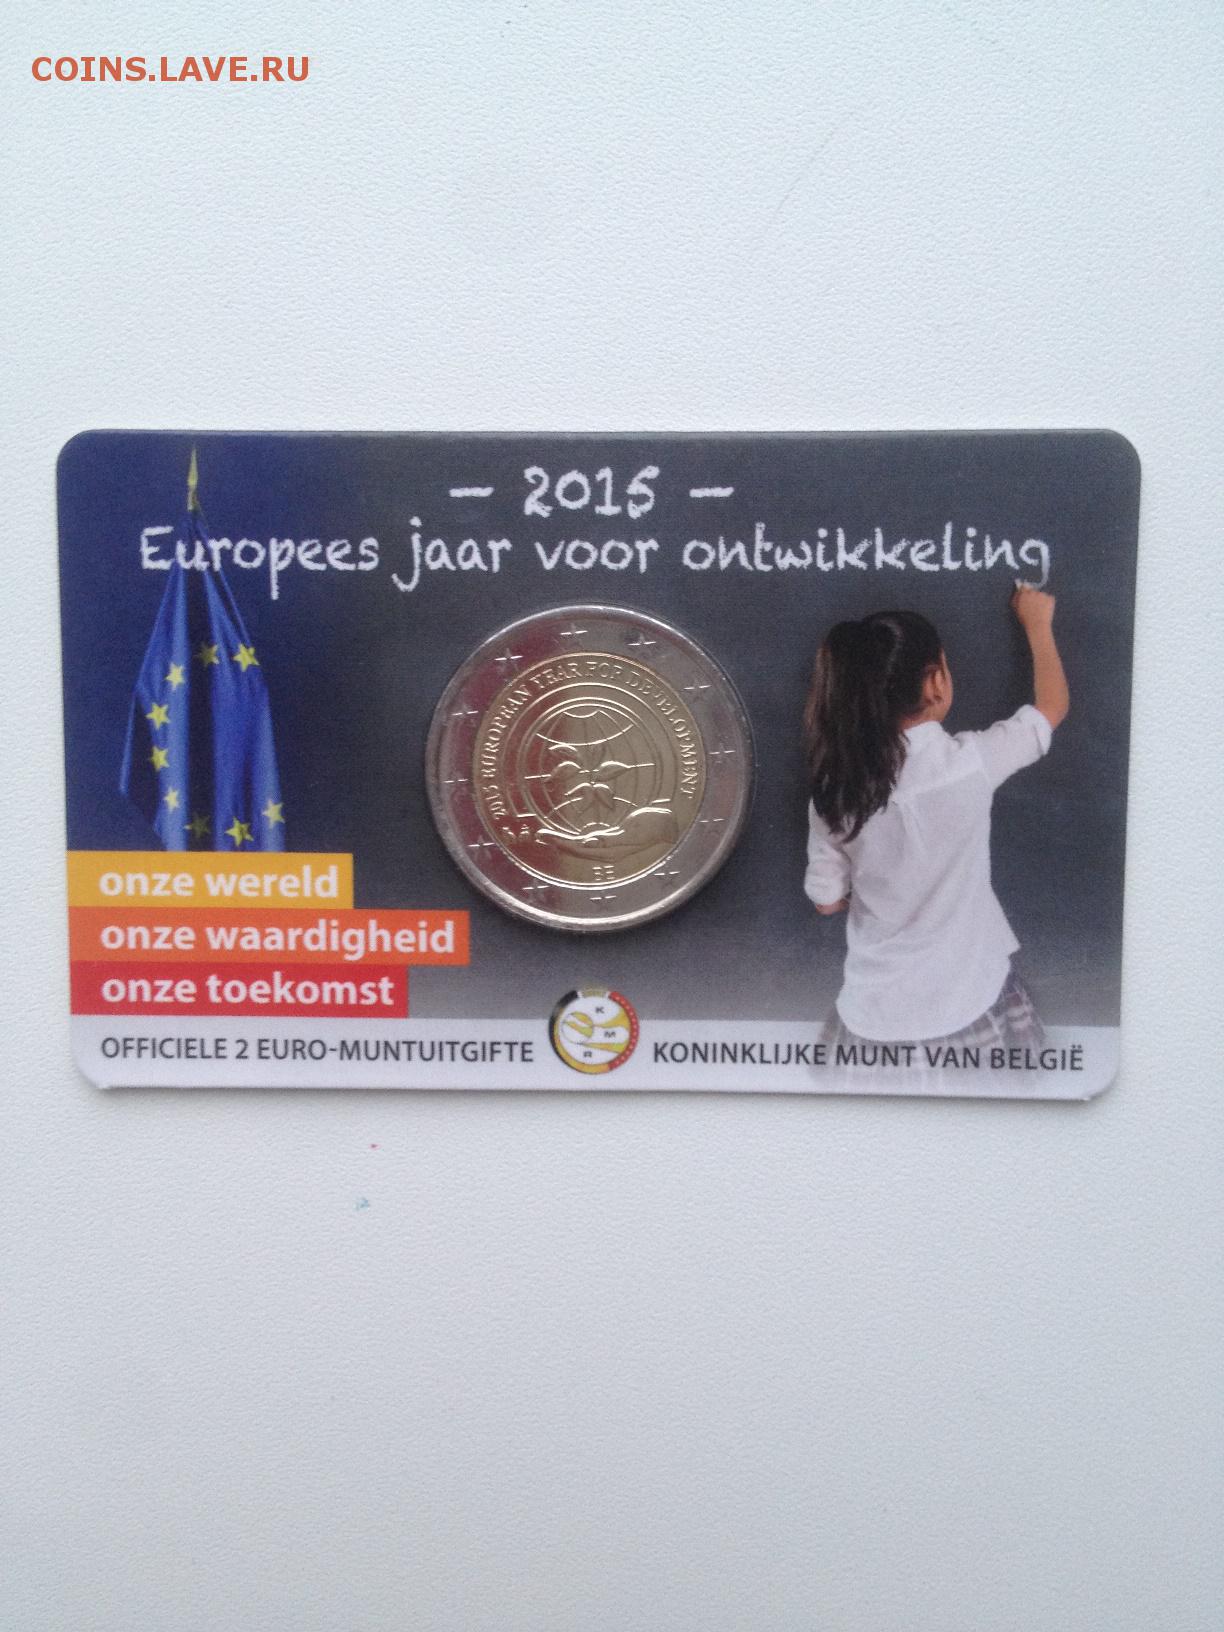 COINS.LAVE.RU
– 2015 –
Europees jaar voor ontwikkeling
2015 EUROPEAN YEAR FOR DEVELOPMENT
BE
onze wereld
onze waardigheid
onze toekomst
K
M
R
OFFICIELE 2 EURO-MUNTUITGIFTE
KONINKLIJKE MUNT VAN BELGIË